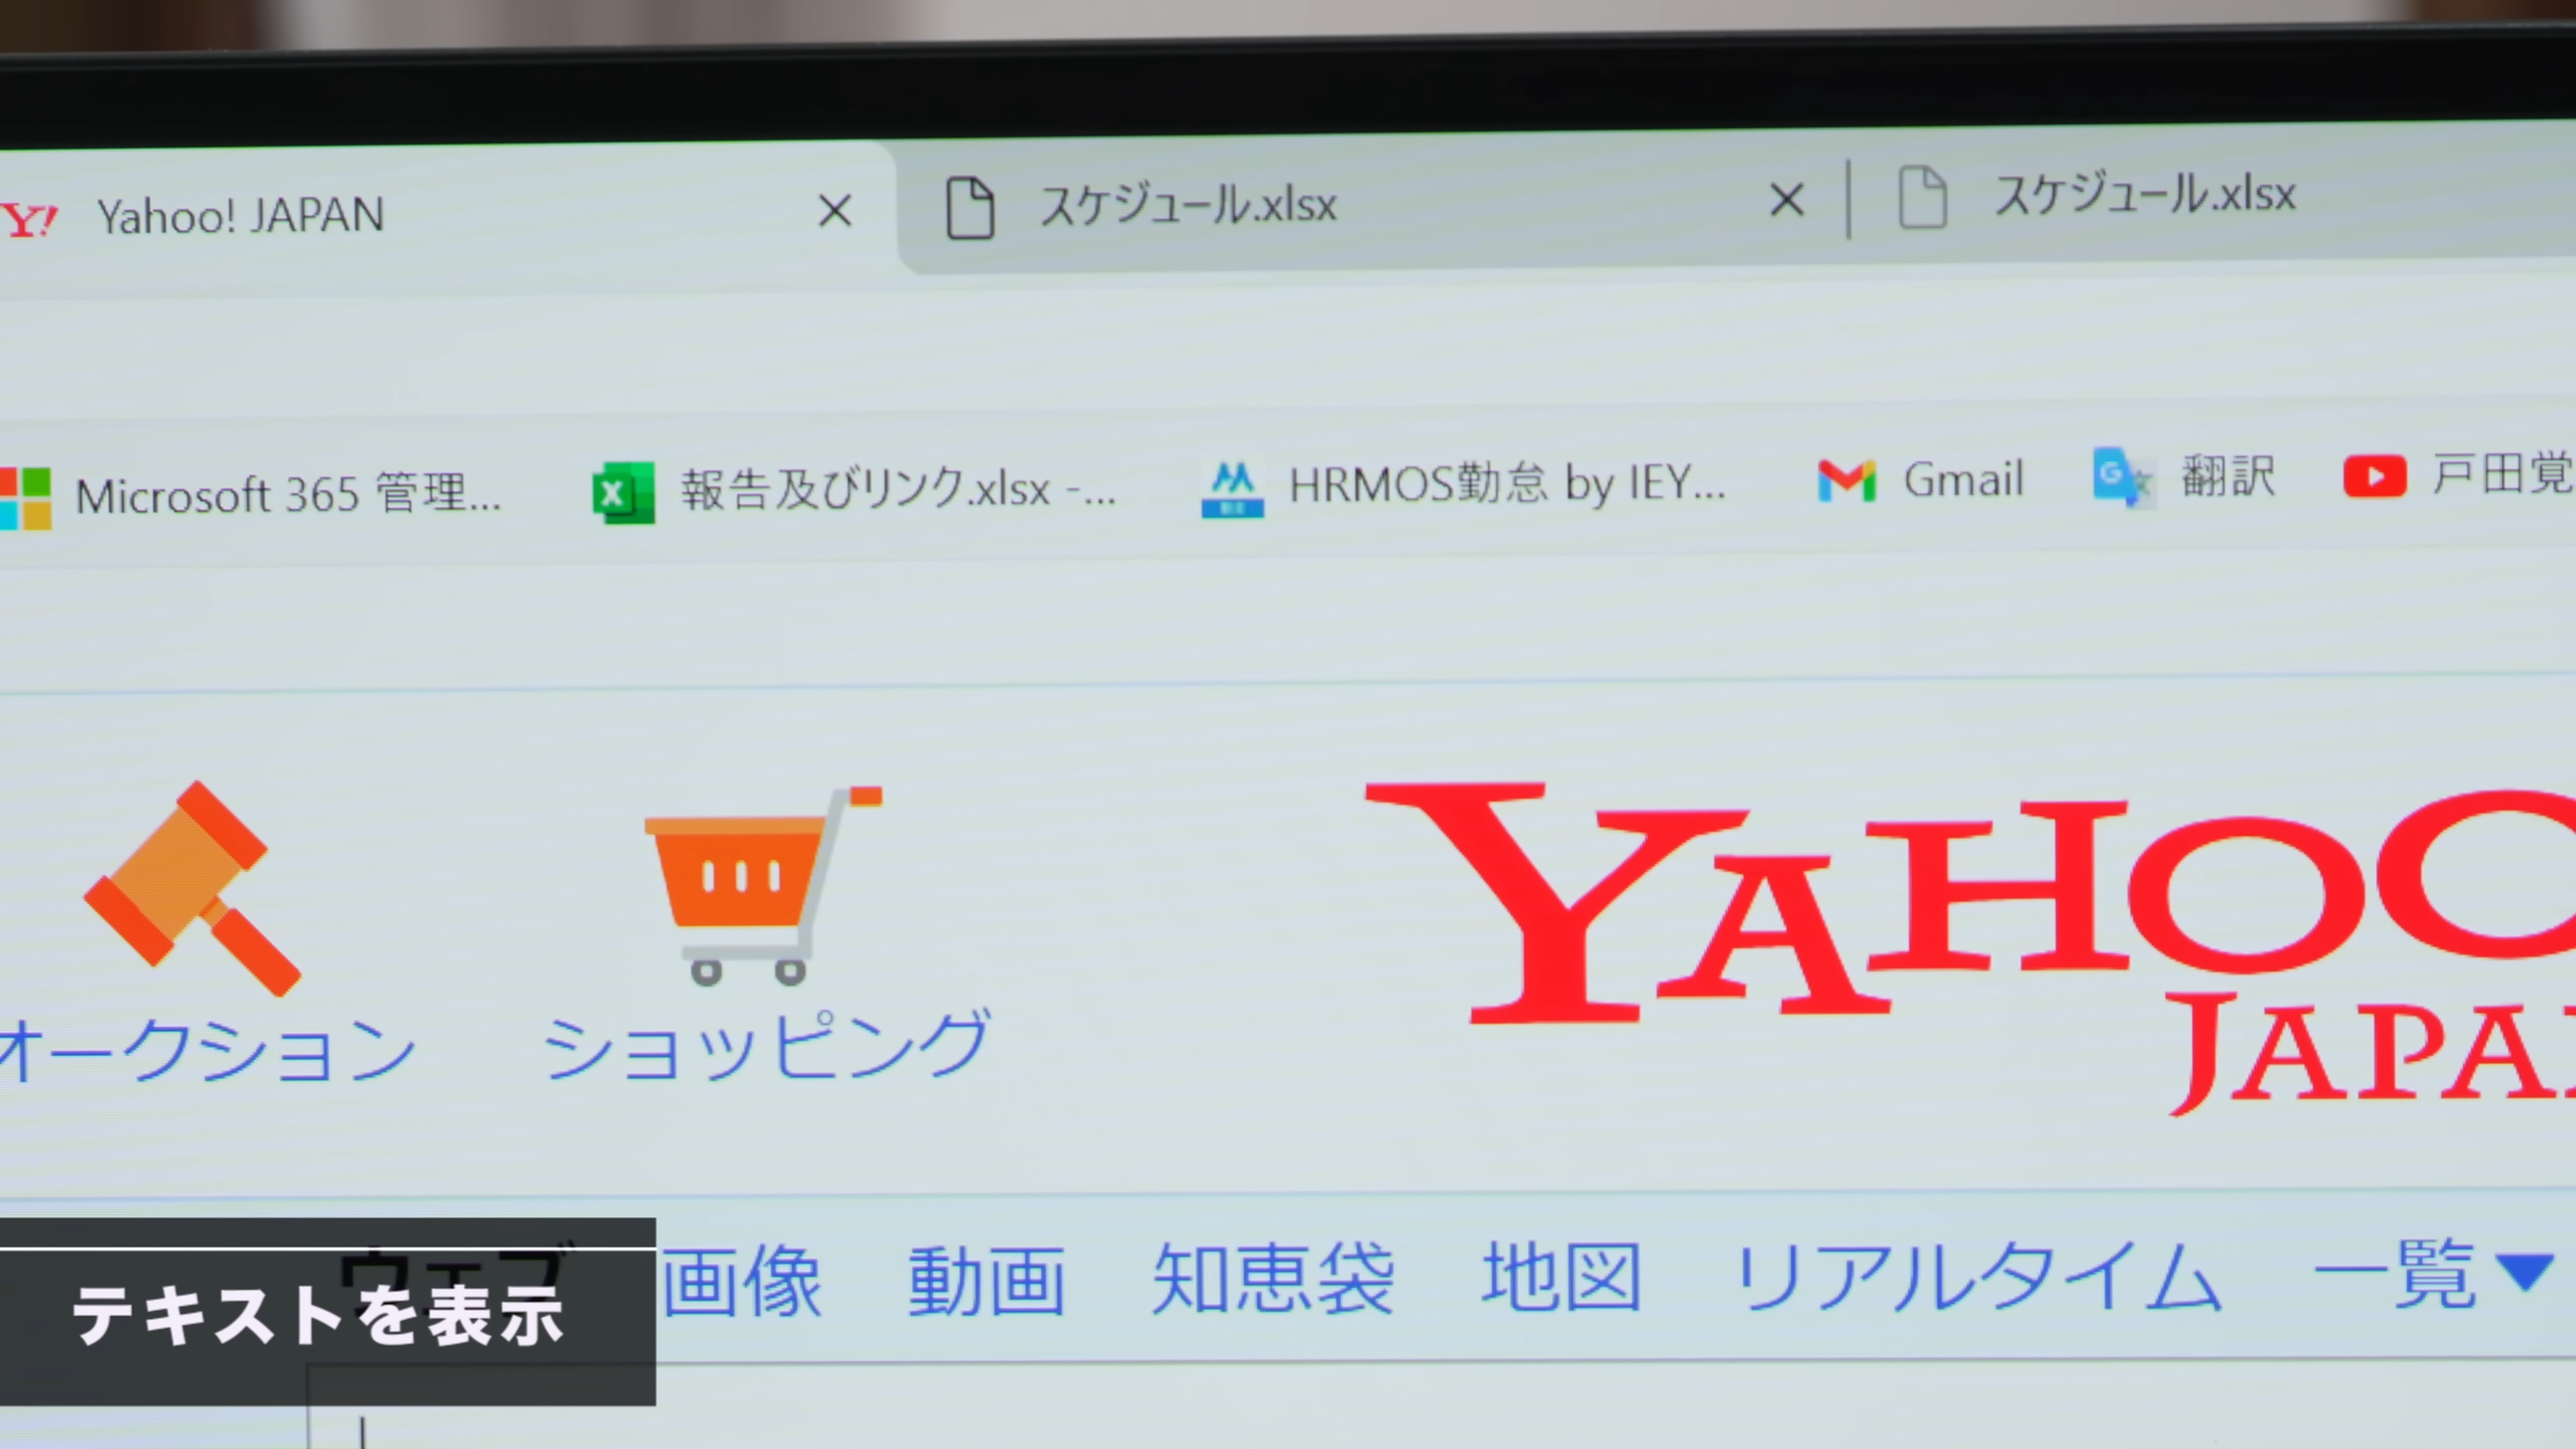 Yahoo! JAPAN スケジュール.xlsx スケジュール.xlsx
Microsoft 365 管理... 報告及びリンク.xlsx -... HRMOS勤怠 by IEY... Gmail 翻訳 戸田覚
YAHOO
JAPA
オークション ショッピング
ウェブ 画像 動画 知恵袋 地図 リアルタイム 一覧▼
テキストを表示